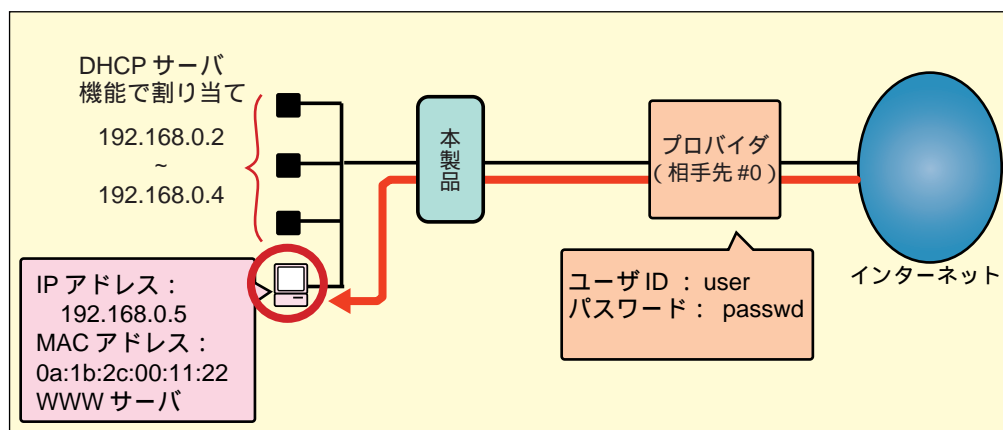 DHCP サーバ
機能で割り当て
192.168.0.2
~
192.168.0.4
本製品
プロバイダ
( 相手先 #0 )
インターネット
ユーザ ID : user
パスワード : passwd
IP アドレス :
192.168.0.5
MAC アドレス :
0a:1b:2c:00:11:22
WWW サーバ